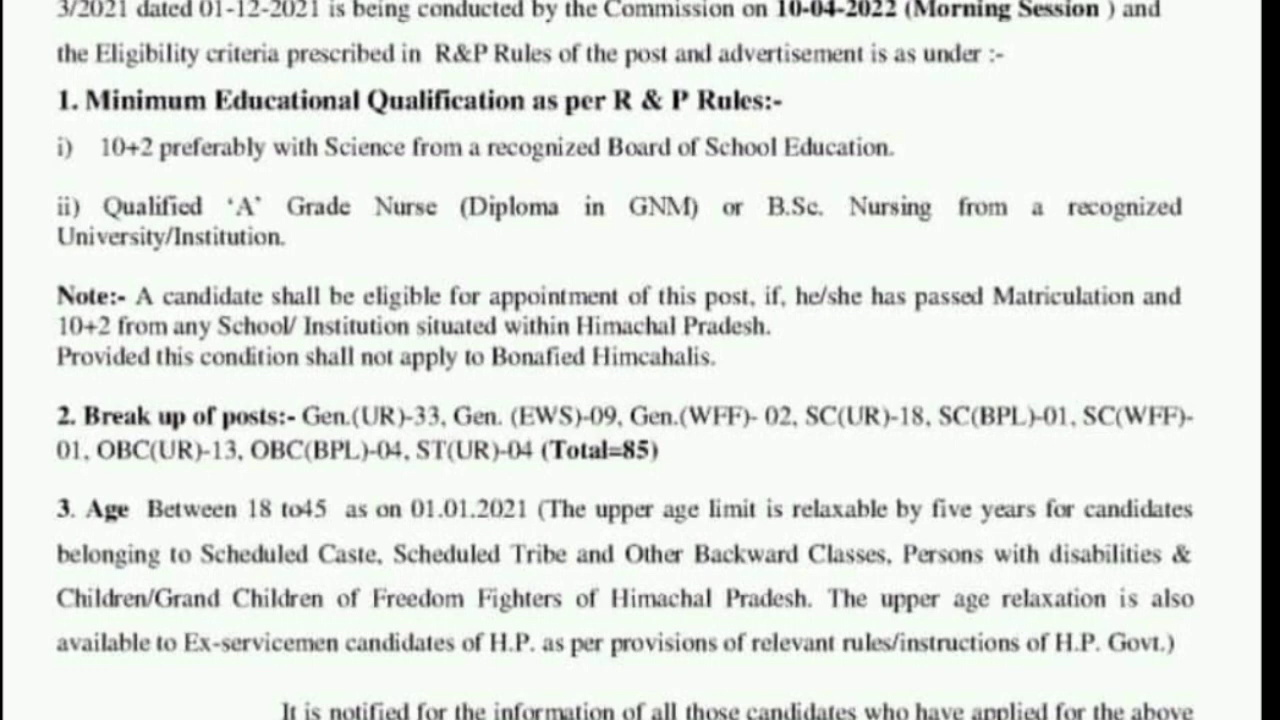 3/2021 dated 01-12-2021 is being conducted by the Commission on 10-04-2022 (Morning Session ) and
the Eligibility criteria prescribed in R&P Rules of the post and advertisement is as under :-
1. Minimum Educational Qualification as per R & P Rules:-
i) 10+2 preferably with Science from a recognized Board of School Education.
ii) Qualified 'A' Grade Nurse (Diploma in GNM) or B.Sc. Nursing from a recognized
University/Institution.
Note:- A candidate shall be eligible for appointment of this post, if, he/she has passed Matriculation and
10+2 from any School/ Institution situated within Himachal Pradesh.
Provided this condition shall not apply to Bonafied Himcahalis.
2. Break up of posts:- Gen.(UR)-33, Gen. (EWS)-09, Gen.(WFF)- 02, SC(UR)-18, SC(BPL)-01, SC(WFF)-
01, OBC(UR)-13, OBC(BPL)-04, ST(UR)-04 (Total=85)
3. Age Between 18 to45 as on 01.01.2021 (The upper age limit is relaxable by five years for candidates
belonging to Scheduled Caste, Scheduled Tribe and Other Backward Classes, Persons with disabilities &
Children/Grand Children of Freedom Fighters of Himachal Pradesh. The upper age relaxation is also
available to Ex-servicemen candidates of H.P. as per provisions of relevant rules/instructions of H.P. Govt.)
It is notified for the information of all those candidates who have applied for the above